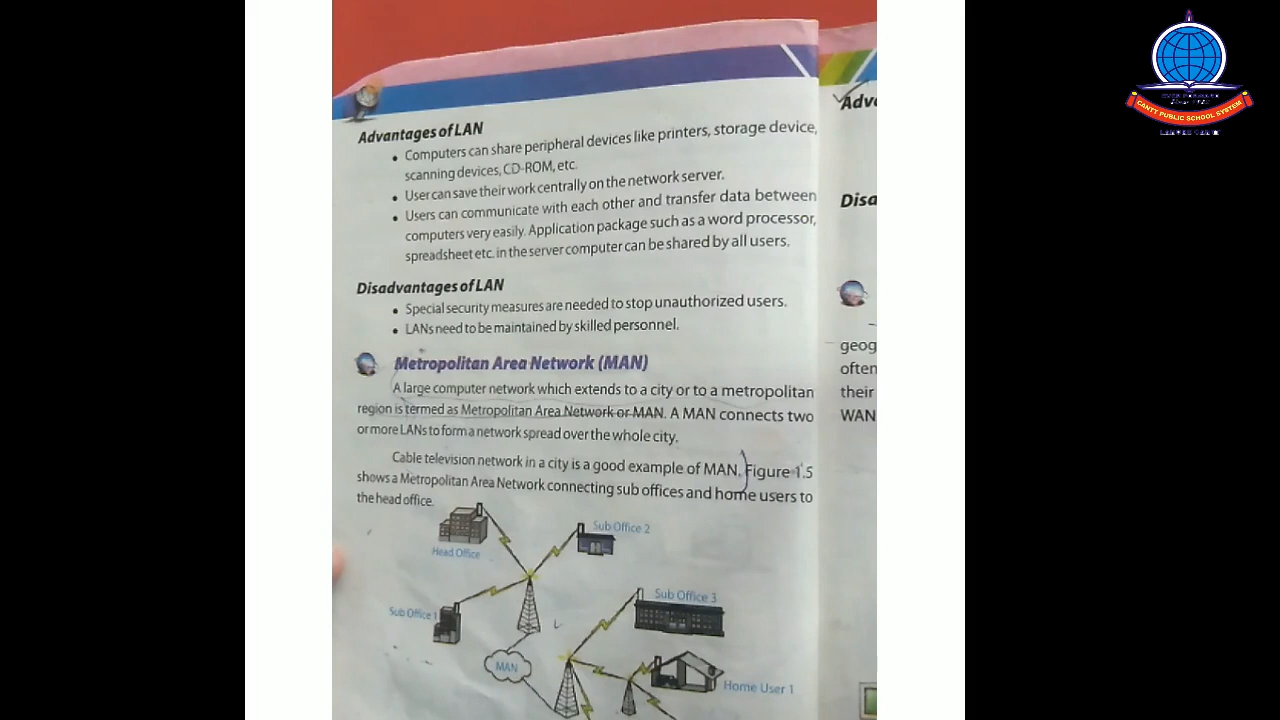 Advantages of LAN
• Computers can share peripheral devices like printers, storage device,
scanning devices, CD-ROM, etc.
• User can save their work centrally on the network server.
• Users can communicate with each other and transfer data between
computers very easily. Application package such as a word processor,
spreadsheet etc. in the server computer can be shared by all users.
Disadvantages of LAN
• Special security measures are needed to stop unauthorized users.
• LANs need to be maintained by skilled personnel.
Metropolitan Area Network (MAN)
A large computer network which extends to a city or to a metropolitan
region is termed as Metropolitan Area Network or MAN. A MAN connects two
or more LANs to form a network spread over the whole city.
Cable television network in a city is a good example of MAN. Figure 1.5
shows a Metropolitan Area Network connecting sub offices and home users to
the head office.
Head Office
Sub Office 2
Sub Office 1
Sub Office 3
MAN
Home User 1
Adv
Disa
geog
often
their
WAN
CANTT PUBLIC SCHOOL SYSTEM